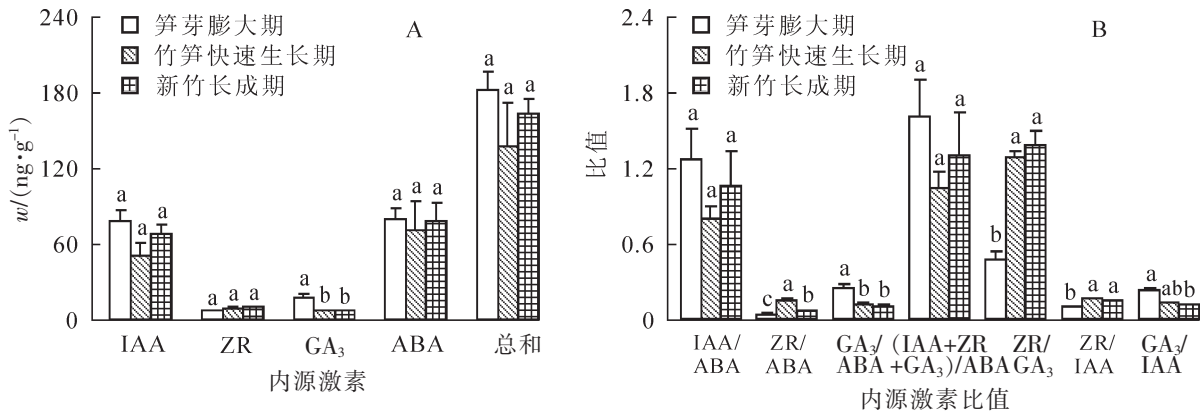 240
180
120
60
0
w/(ng·g⁻¹)
笋芽膨大期
竹笋快速生长期
新竹长成期
A
a
a
a
a
a
a
a
b
b
a
a
a
a
a
a
IAA
ZR
GA₃
ABA
总和
内源激素
2.4
1.8
1.2
0.6
0
比值
笋芽膨大期
竹笋快速生长期
新竹长成期
B
a
a
a
c
a
b
a
b
b
a
a
a
b
a
a
b
a
a
a
ab
b
IAA/
ABA
ZR/
ABA
GA₃/
ABA
(IAA+ZR
+GA₃)/ABA
ZR/
GA₃
ZR/
IAA
GA₃/
IAA
内源激素比值